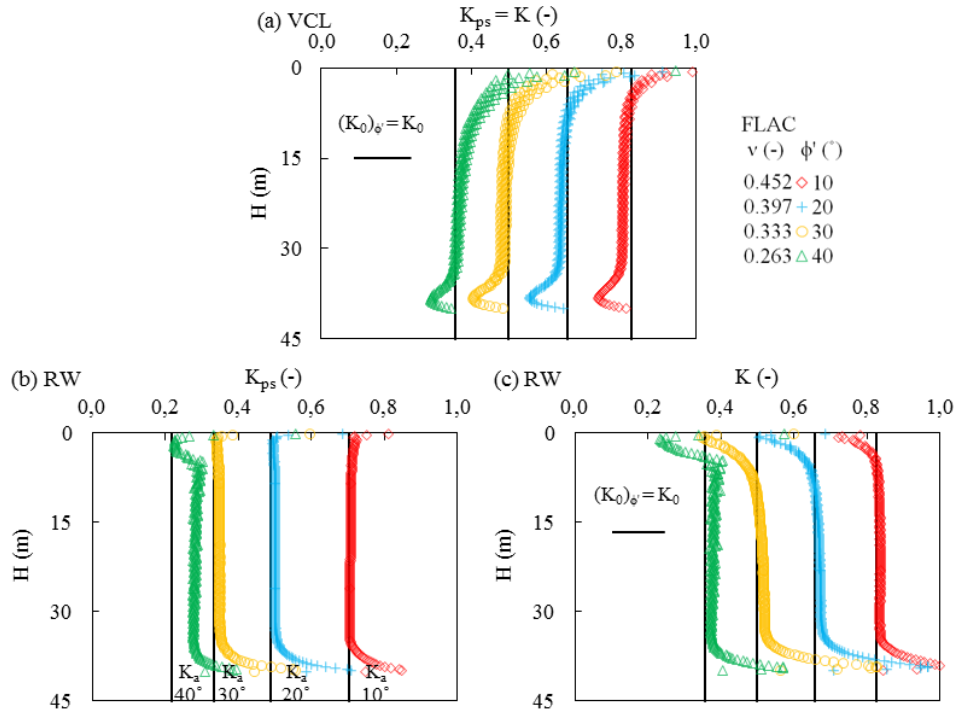 (a) VCL
Kps = K (-)
0,0 0,2 0,4 0,6 0,8 1,0
0
15
30
45
H (m)
(K0)ϕ' = K0
FLAC
ν (-) ϕ' (°)
0.452 10
0.397 20
0.333 30
0.263 40
(b) RW
Kps (-)
0,0 0,2 0,4 0,6 0,8 1,0
0
15
30
45
H (m)
Ka Ka Ka Ka
40° 30° 20° 10°
(c) RW
K (-)
0,0 0,2 0,4 0,6 0,8 1,0
0
15
30
45
H (m)
(K0)ϕ' = K0